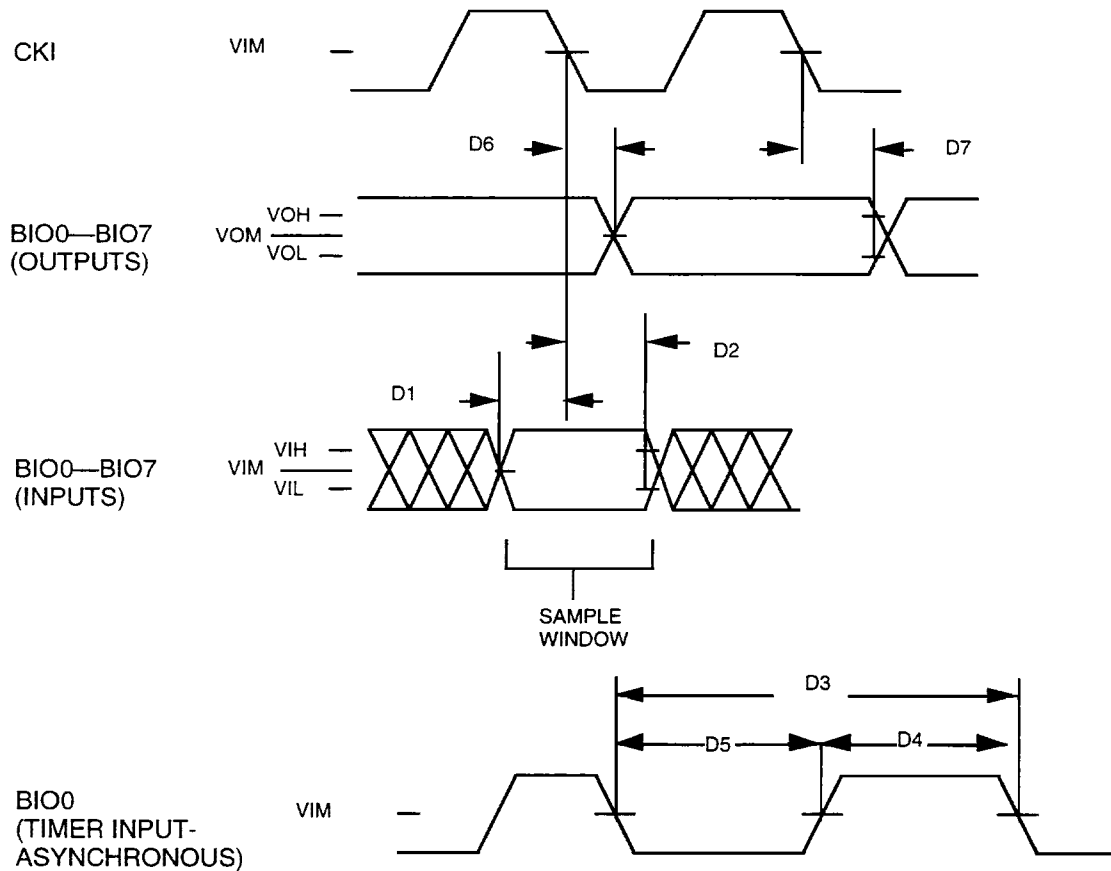 CKI
VIM
D6
D7
BIO0—BIO7
(OUTPUTS)
VOH
VOM
VOL
D2
D1
BIO0—BIO7
(INPUTS)
VIH
VIM
VIL
SAMPLE
WINDOW
D3
D5
D4
BIO0
(TIMER INPUT-
ASYNCHRONOUS)
VIM